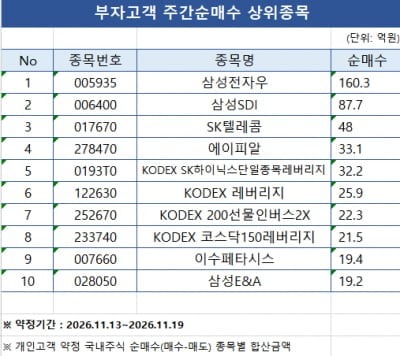 부자고객 주간순매수 상위종목
(단위: 억원)
No 종목번호 종목명 순매수
1 005935 삼성전자우 160.3
2 006400 삼성SDI 87.7
3 017670 SK텔레콤 48
4 278470 에이피알 33.1
5 0193T0 KODEX SK하이닉스단일종목레버리지 32.2
6 122630 KODEX 레버리지 25.9
7 252670 KODEX 200선물인버스2X 22.3
8 233740 KODEX 코스닥150레버리지 21.5
9 007660 이수페타시스 19.4
10 028050 삼성E&A 19.2
※ 약정기간 : 2026.11.13~2026.11.19
※ 개인고객 약정 국내주식 순매수(매수-매도) 종목별 합산금액